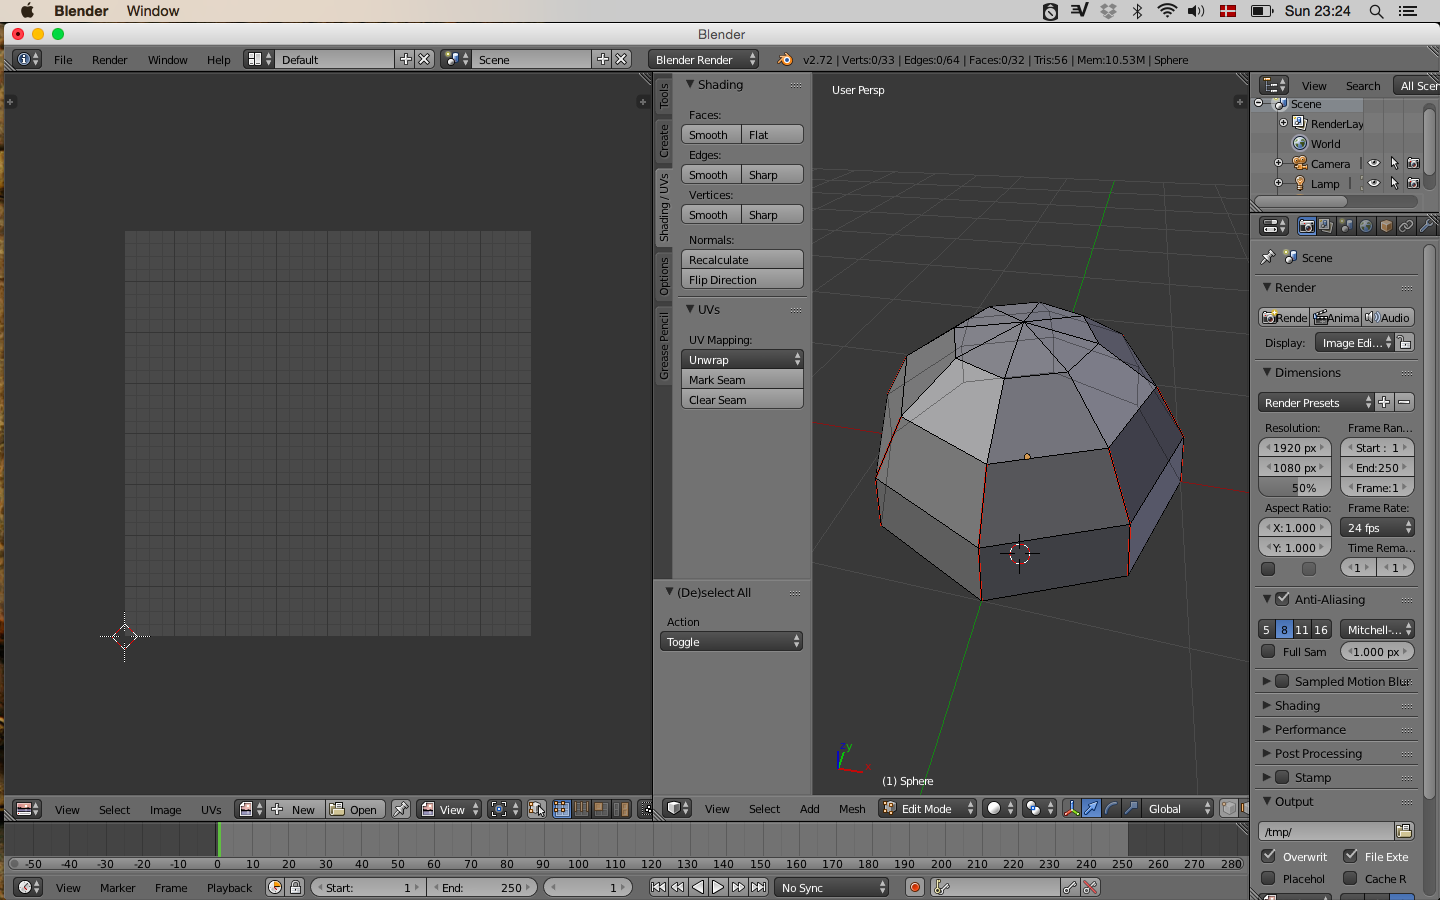 Blender Window
Sun 23:24
Blender
File Render Window Help Default Scene Blender Render v2.72 | Verts:0/33 | Edges:0/64 | Faces:0/32 | Tris:56 | Mem:10.53M | Sphere
Tools
Create
Shading / UVs
Options
Grease Pencil
Shading
Faces:
Smooth Flat
Edges:
Smooth Sharp
Vertices:
Smooth Sharp
Normals:
Recalculate
Flip Direction
UVs
UV Mapping:
Unwrap
Mark Seam
Clear Seam
(De)select All
Action
Toggle
User Persp
y
x
(1) Sphere
View Search All Scen
Scene
RenderLay
World
Camera
Lamp
Scene
Render
Rende Anima Audio
Display: Image Edi...
Dimensions
Render Presets
Resolution: Frame Ran...
1920 px Start : 1
1080 px End:250
50% Frame:1
Aspect Ratio: Frame Rate:
X:1.000 24 fps
Y: 1.000 Time Rema...
1 1
Anti-Aliasing
5 8 11 16 Mitchell-...
Full Sam 1.000 px
Sampled Motion Blur
Shading
Performance
Post Processing
Stamp
Output
/tmp/
Overwrit File Exte
Placehol Cache R
View Select Image UVs New Open View
View Select Add Mesh Edit Mode Global
-50 -40 -30 -20 -10 0 10 20 30 40 50 60 70 80 90 100 110 120 130 140 150 160 170 180 190 200 210 220 230 240 250 260 270 280
View Marker Frame Playback Start: 1 End: 250 1 No Sync